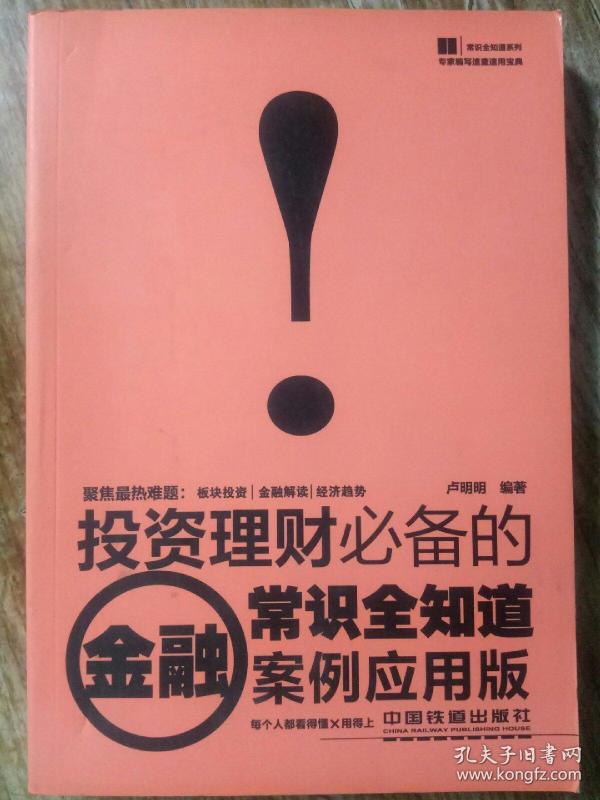 常识全知道系列
专家编写速查速用宝典
!
聚焦最热难题：板块投资|金融解读|经济趋势
卢明明 编著
投资理财必备的
金融
常识全知道
案例应用版
每个人都看得懂X用得上
中国铁道出版社
CHINA RAILWAY PUBLISHING HOUSE
孔夫子旧书网
www.kongfz.com